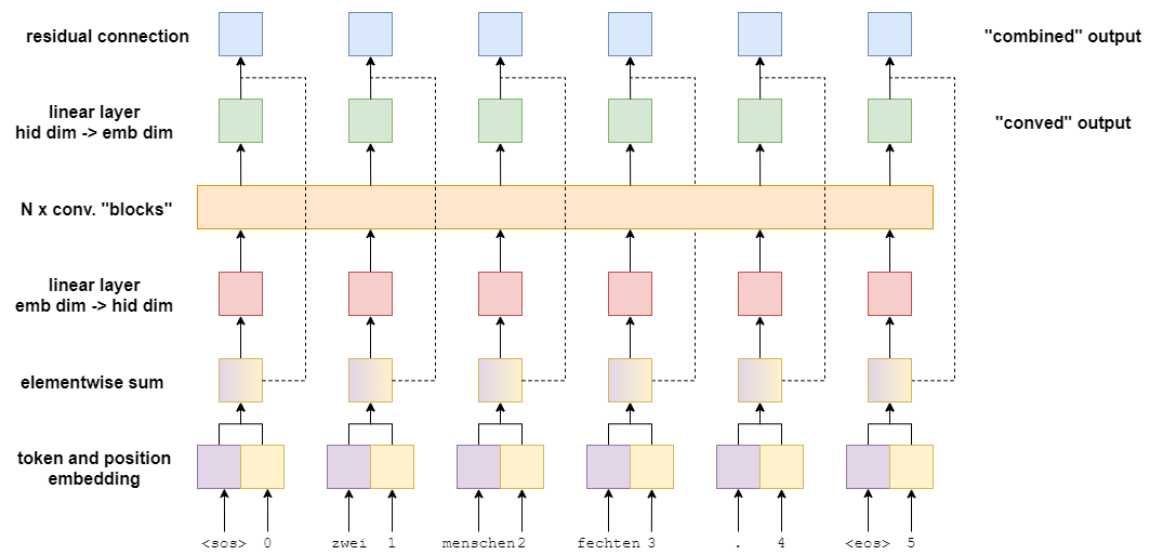 residual connection
"combined" output
linear layer
hid dim -> emb dim
"conved" output
N x conv. "blocks"
linear layer
emb dim -> hid dim
elementwise sum
token and position
embedding
<sos> 0 zwei 1 menschen 2 fechten 3 . 4 <eos> 5